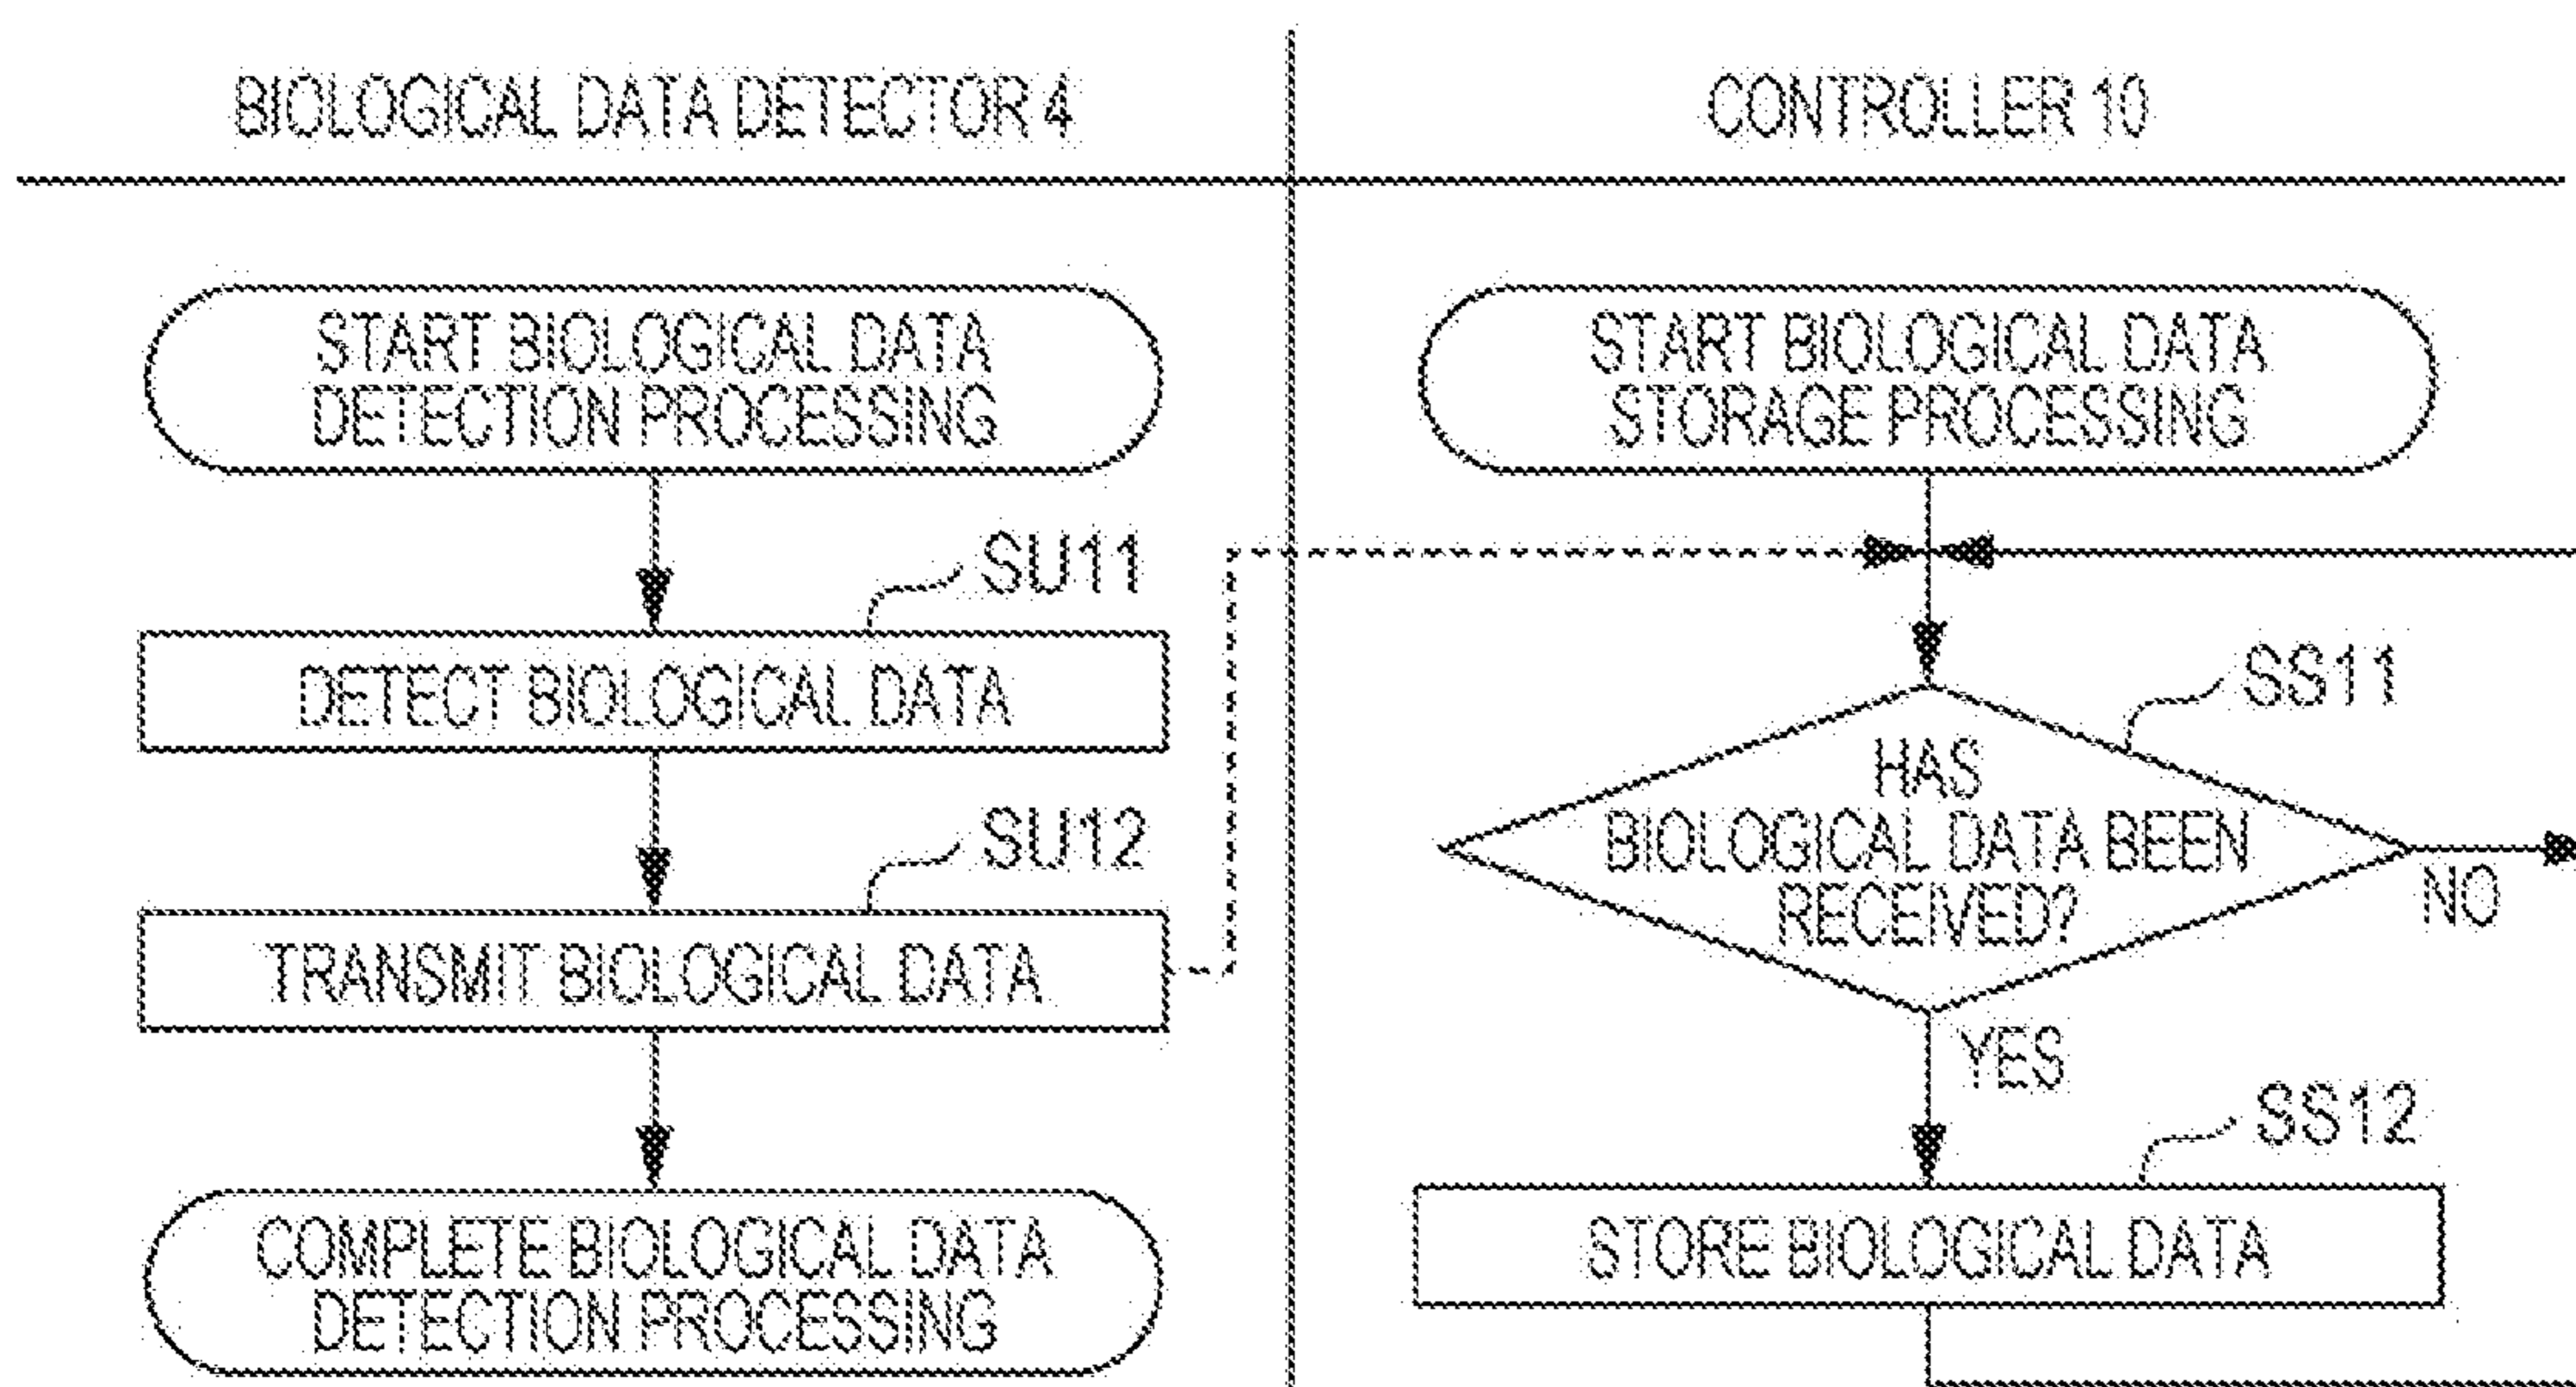 BIOLOGICAL DATA DETECTOR 4
START BIOLOGICAL DATA
DETECTION PROCESSING
SU11
DETECT BIOLOGICAL DATA
SU12
TRANSMIT BIOLOGICAL DATA
COMPLETE BIOLOGICAL DATA
DETECTION PROCESSING
CONTROLLER 10
START BIOLOGICAL DATA
STORAGE PROCESSING
SS11
HAS
BIOLOGICAL DATA BEEN
RECEIVED?
NO
YES
SS12
STORE BIOLOGICAL DATA